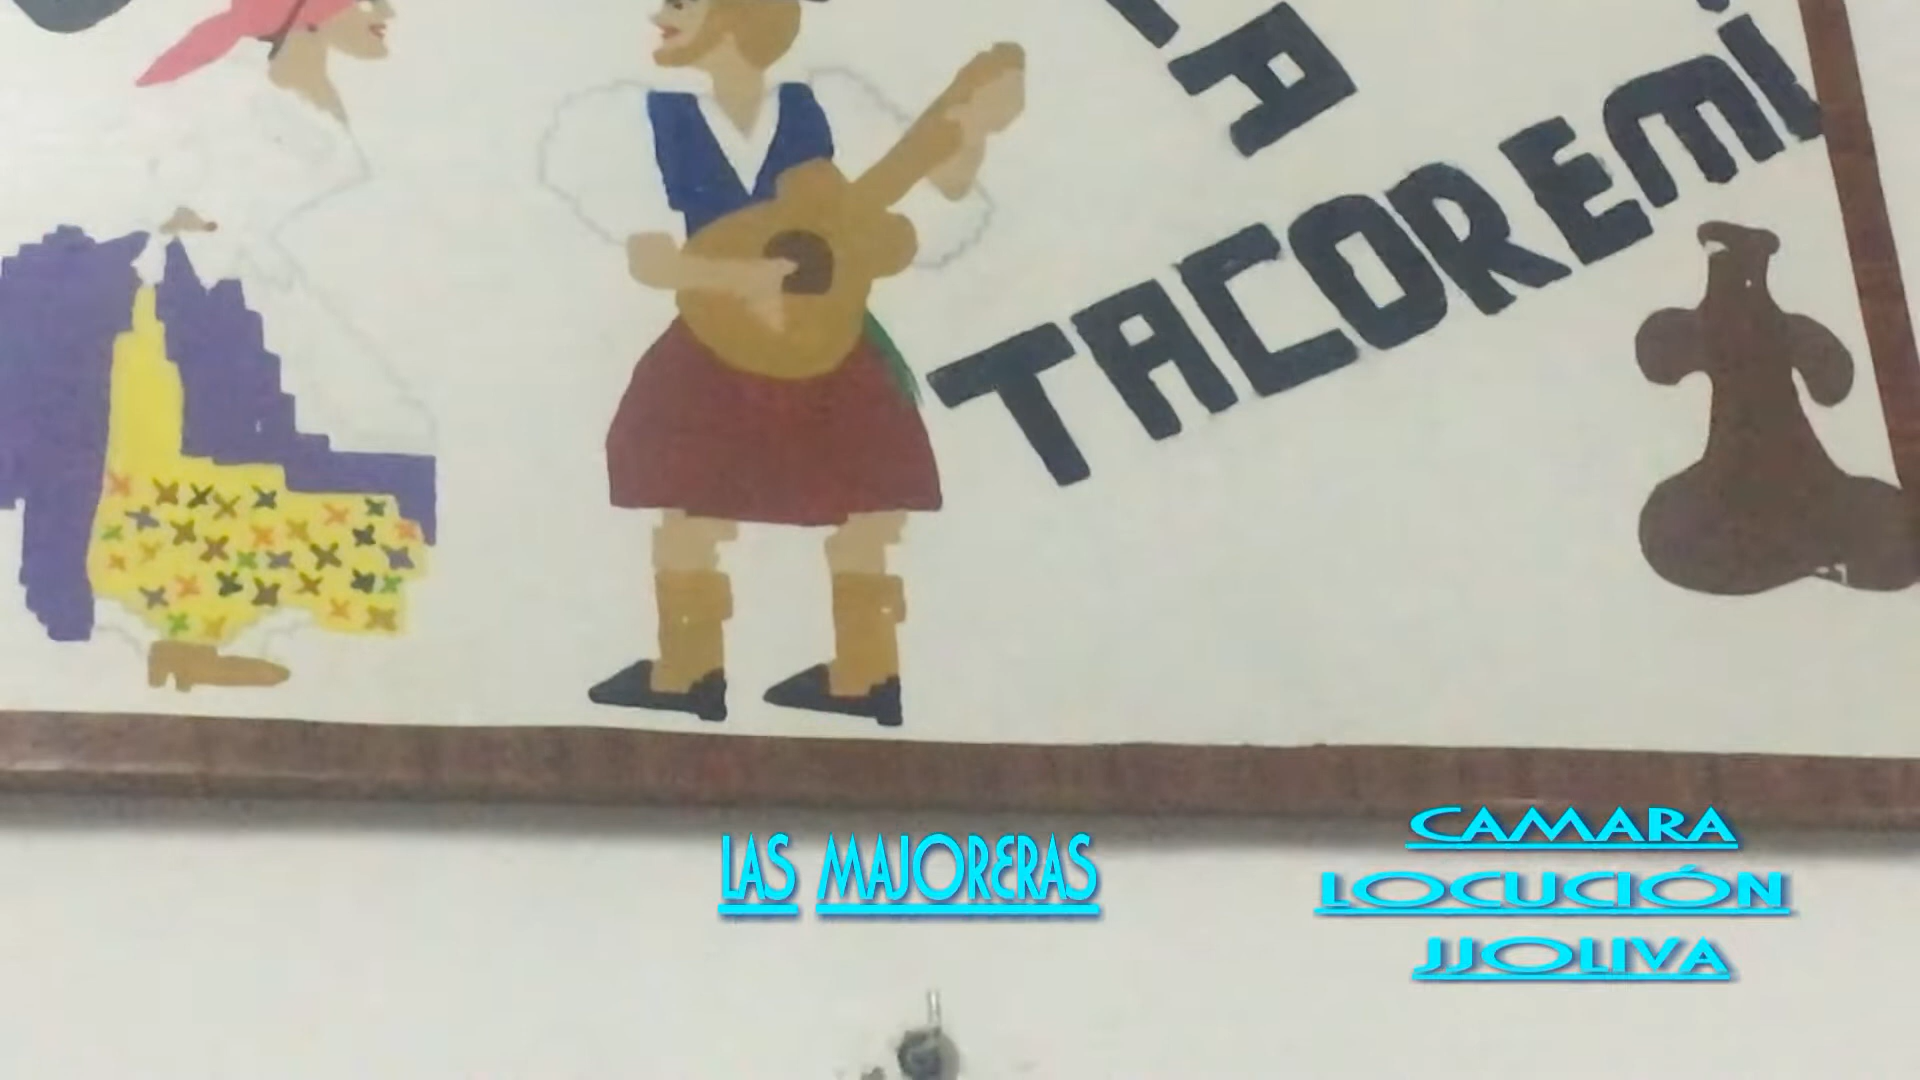 TACOREMI
LAS MAJORERAS
CAMARA
LOCUCIÓN
JJOLIVA